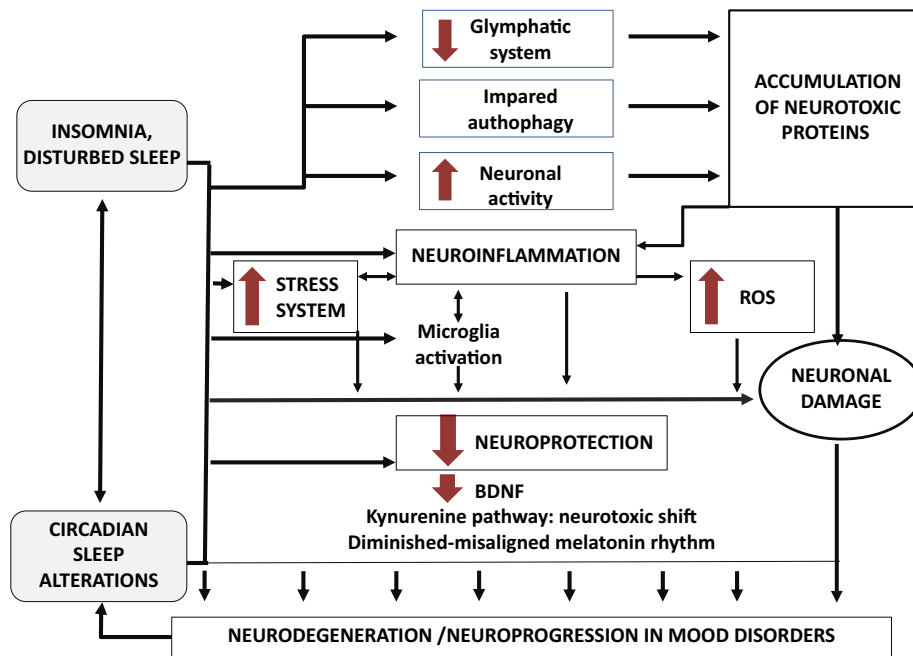 Glymphatic
system
Impared
authophagy
Neuronal
activity
ACCUMULATION
OF NEUROTOXIC
PROTEINS
INSOMNIA,
DISTURBED SLEEP
NEUROINFLAMMATION
STRESS
SYSTEM
ROS
Microglia
activation
NEURONAL
DAMAGE
NEUROPROTECTION
BDNF
Kynurenine pathway: neurotoxic shift
Diminished-misaligned melatonin rhythm
CIRCADIAN
SLEEP
ALTERATIONS
NEURODEGENERATION /NEUROPROGRESSION IN MOOD DISORDERS